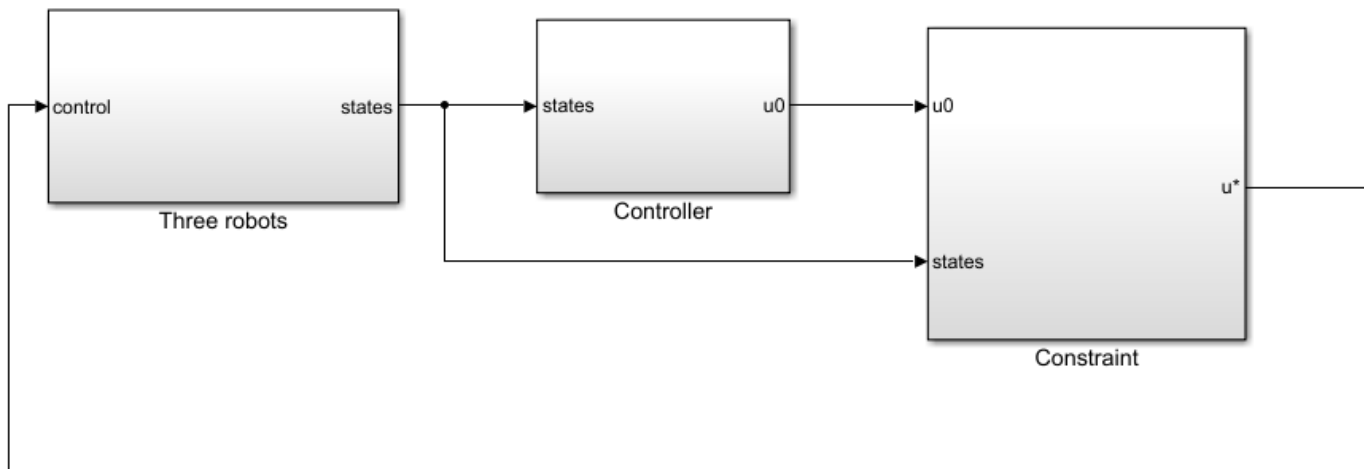 control
states
Three robots
states
u0
Controller
u0
states
u*
Constraint